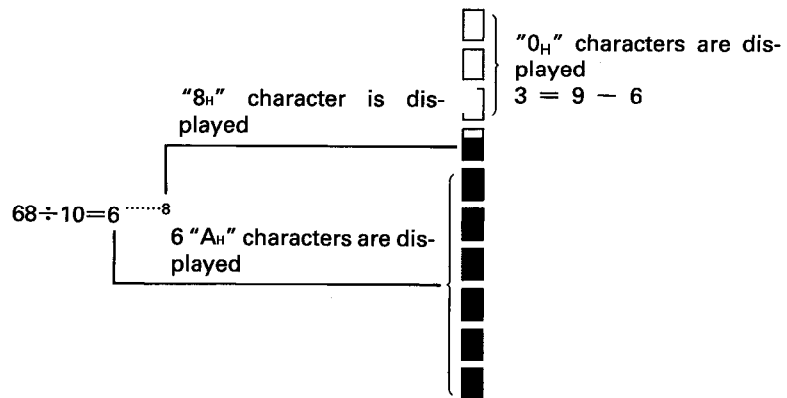 "0H" characters are dis-
played
3 = 9 − 6
"8H" character is dis-
played
68÷10=6 ······· 8
6 "AH" characters are dis-
played